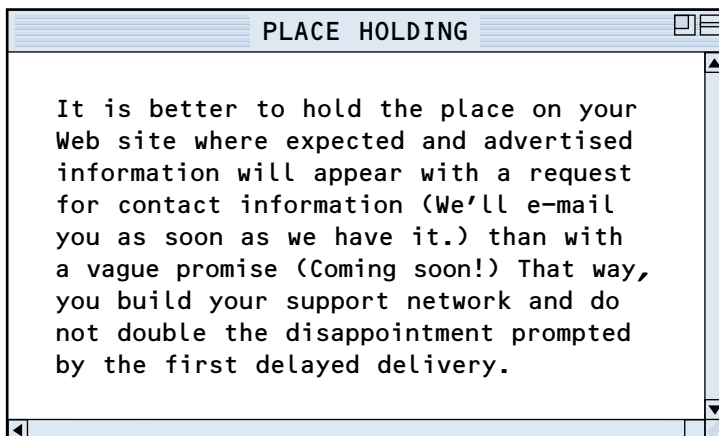 PLACE HOLDING
It is better to hold the place on your
Web site where expected and advertised
information will appear with a request
for contact information (We'll e-mail
you as soon as we have it.) than with
a vague promise (Coming soon!) That way,
you build your support network and do
not double the disappointment prompted
by the first delayed delivery.